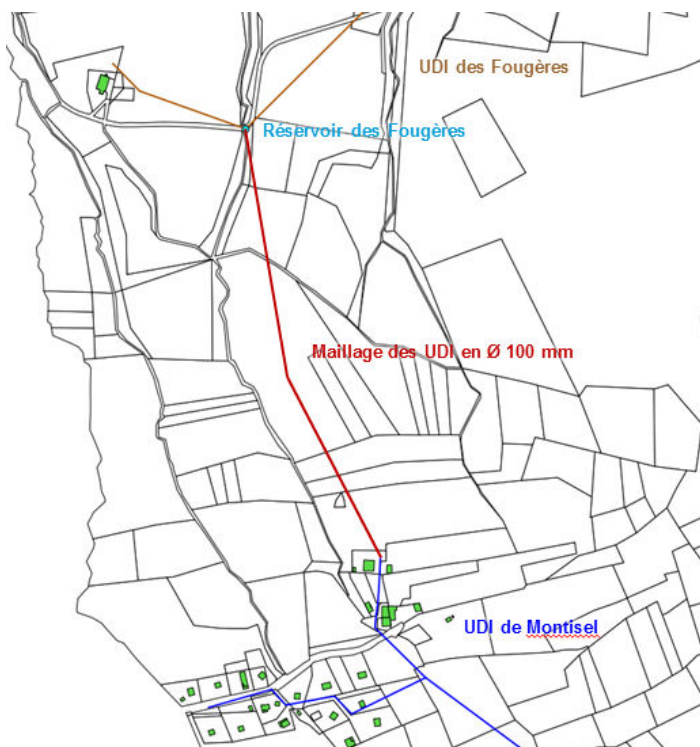 UDI des Fougères
Réservoir des Fougères
Maillage des UDI en Ø 100 mm
UDI de Montisel